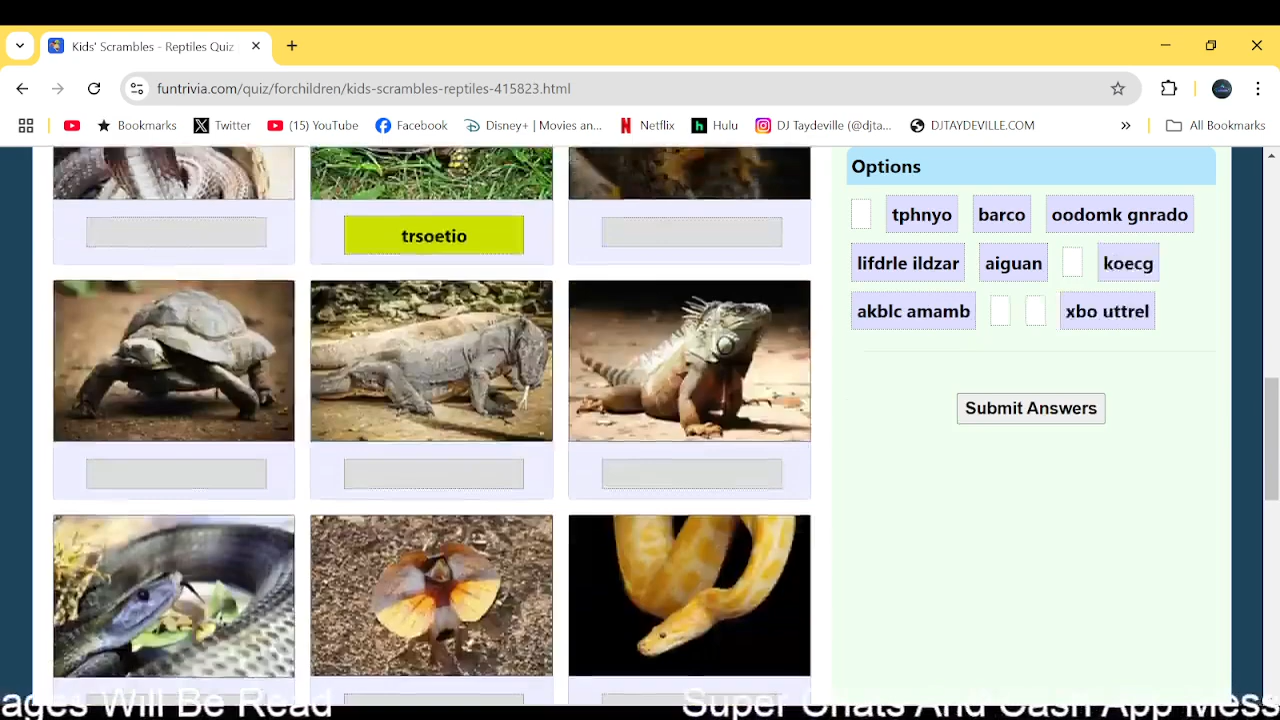 Kids' Scrambles - Reptiles Quiz
funtrivia.com/quiz/forchildren/kids-scrambles-reptiles-415823.html
Bookmarks Twitter (15) YouTube Facebook Disney+ | Movies an... Netflix Hulu DJ Taydeville (@djta... DJTAYDEVILLE.COM All Bookmarks
Options
tphnyo barco oodomk gnrado
trsoetio
lifdrle ildzar aiguan koecg
akblc amamb xbo uttrel
Submit Answers
ages Will Be Read Super Chats And Cash App Mess